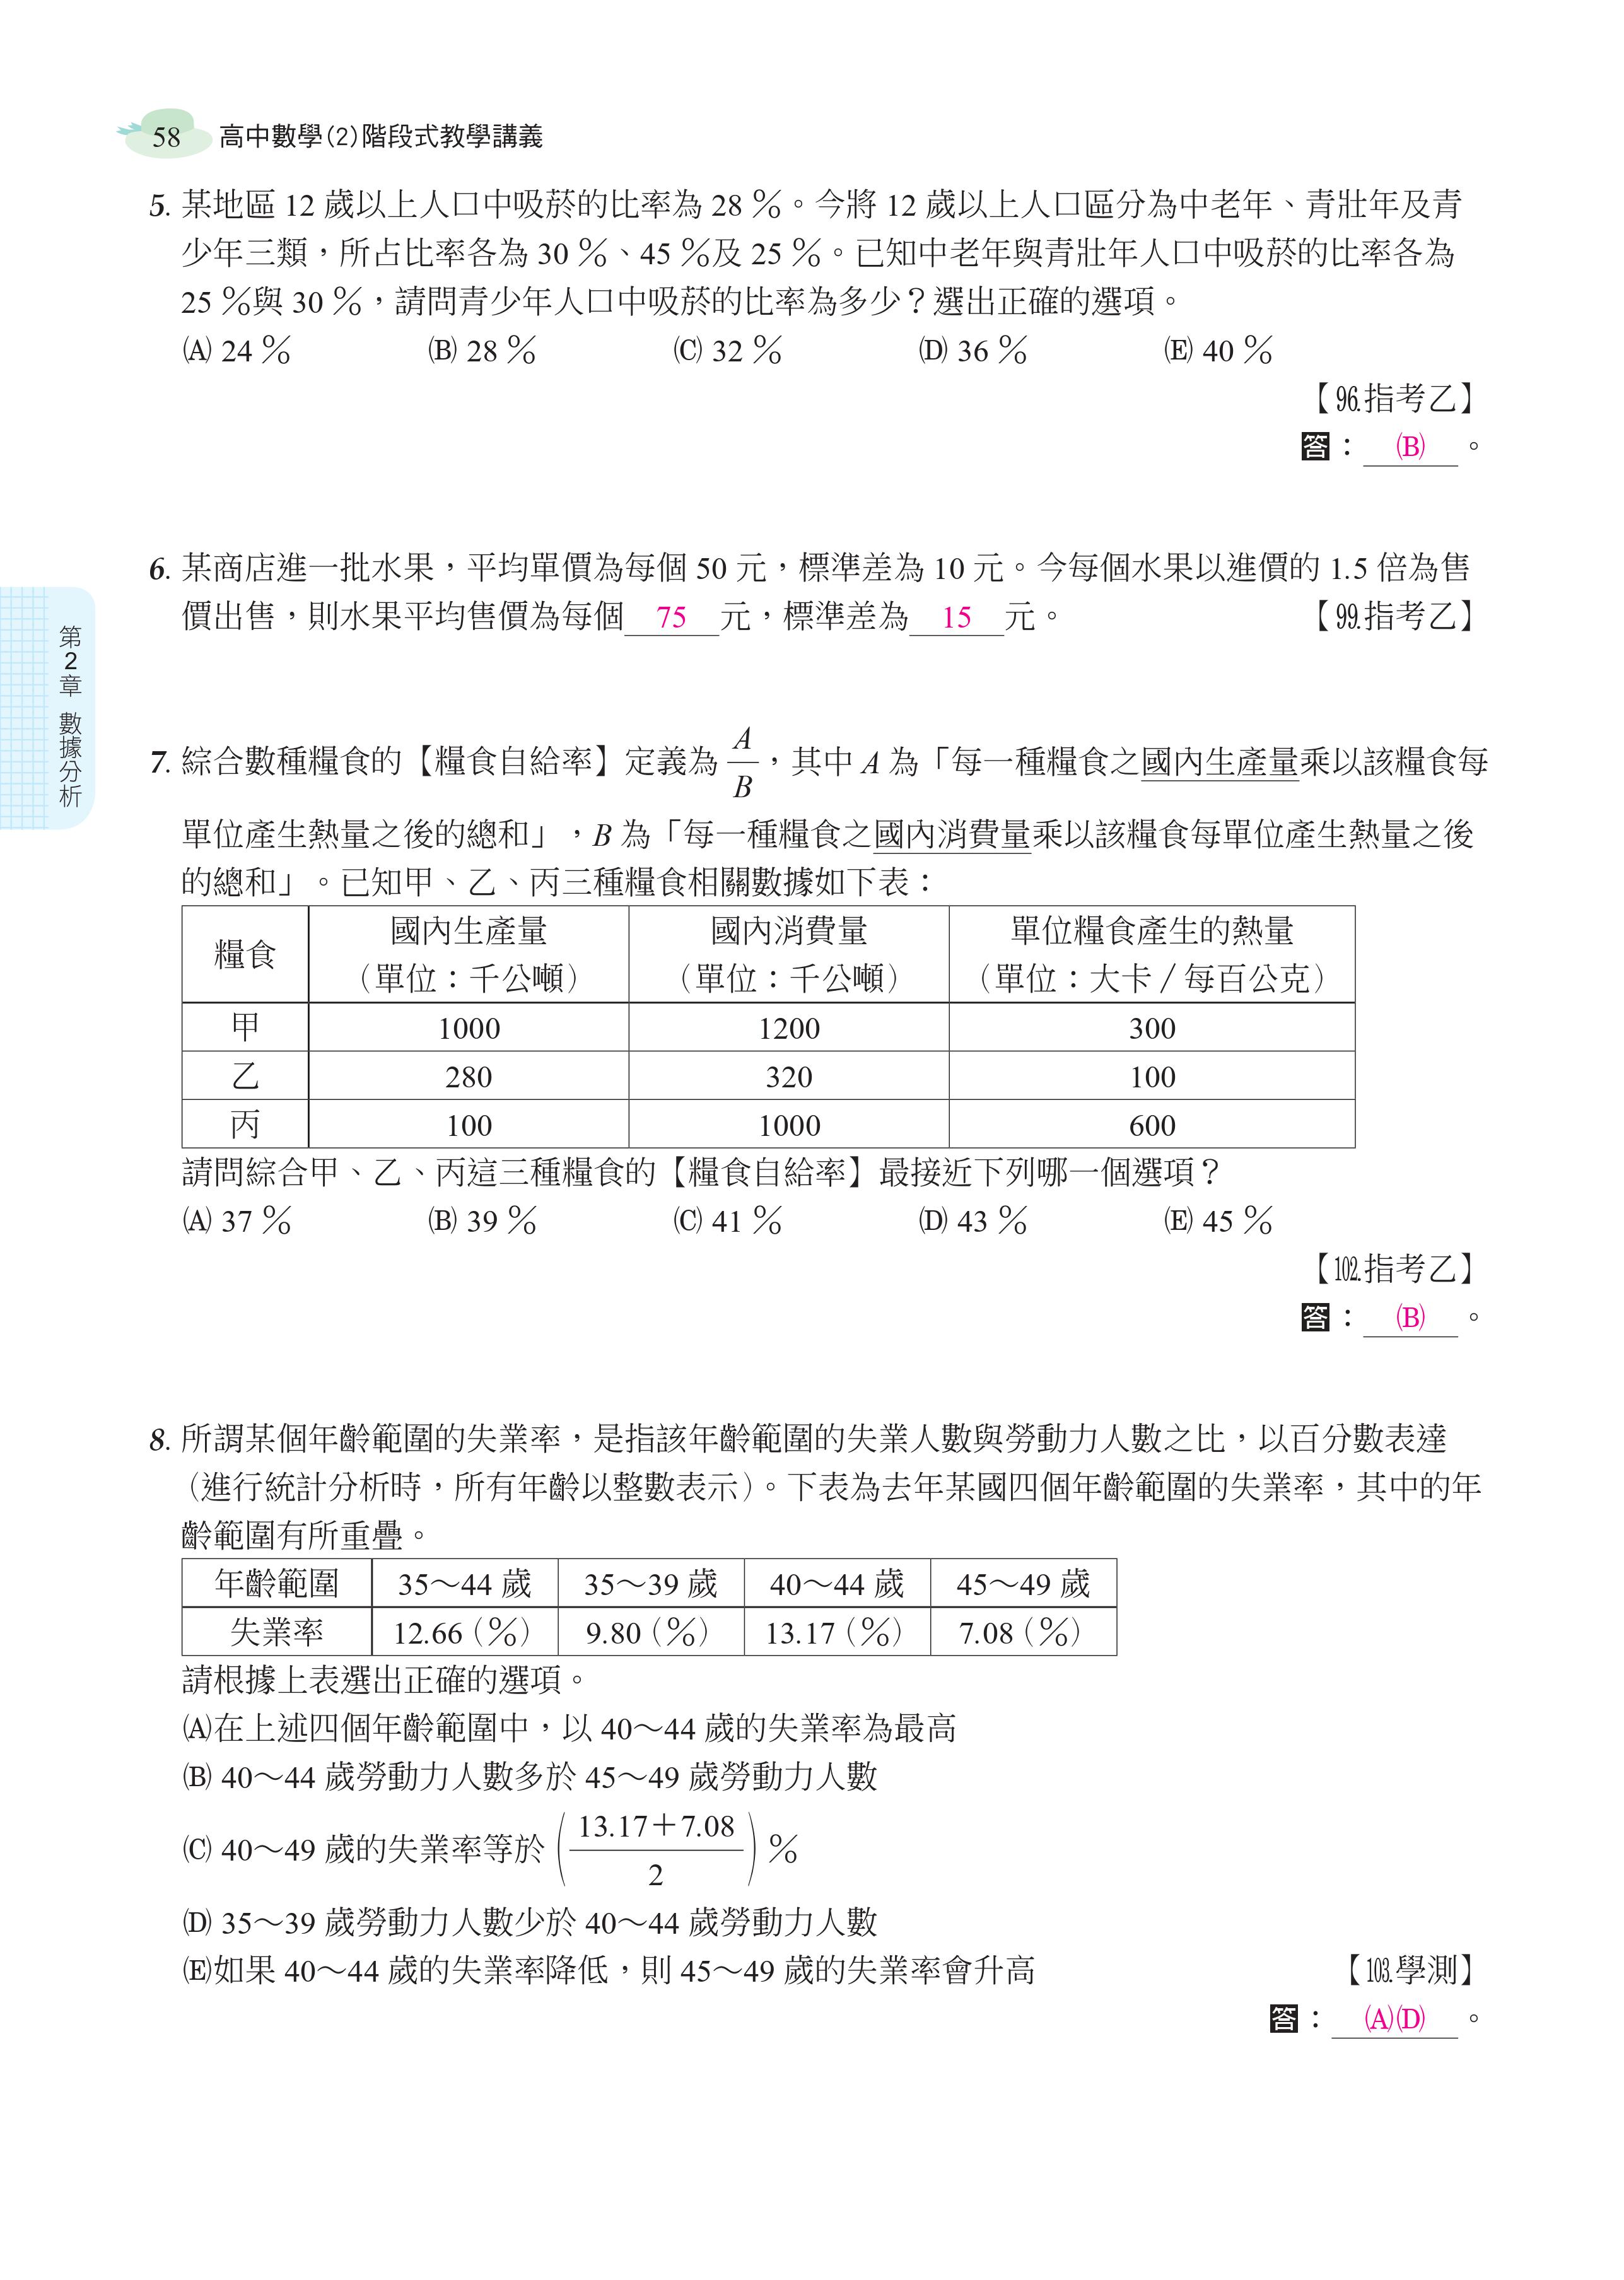 58 高中數學(2)階段式教學講義
5. 某地區 12 歲以上人口中吸菸的比率為 28 %。今將 12 歲以上人口區分為中老年、青壯年及青
少年三類,所占比率各為 30 %、45 %及 25 %。已知中老年與青壯年人口中吸菸的比率各為
25 %與 30 %,請問青少年人口中吸菸的比率為多少?選出正確的選項。
(A) 24 % (B) 28 % (C) 32 % (D) 36 % (E) 40 %
【96.指考乙】
答: (B) 。
6. 某商店進一批水果,平均單價為每個 50 元,標準差為 10 元。今每個水果以進價的 1.5 倍為售
價出售,則水果平均售價為每個 75 元,標準差為 15 元。 【99.指考乙】
第2章 數據分析
7. 綜合數種糧食的【糧食自給率】定義為 A/B,其中 A 為「每一種糧食之國內生產量乘以該糧食每
單位產生熱量之後的總和」,B 為「每一種糧食之國內消費量乘以該糧食每單位產生熱量之後
的總和」。已知甲、乙、丙三種糧食相關數據如下表:
糧食 國內生產量 國內消費量 單位糧食產生的熱量
(單位:千公噸) (單位:千公噸) (單位:大卡/每百公克)
甲 1000 1200 300
乙 280 320 100
丙 100 1000 600
請問綜合甲、乙、丙這三種糧食的【糧食自給率】最接近下列哪一個選項?
(A) 37 % (B) 39 % (C) 41 % (D) 43 % (E) 45 %
【102.指考乙】
答: (B) 。
8. 所謂某個年齡範圍的失業率,是指該年齡範圍的失業人數與勞動力人數之比,以百分數表達
(進行統計分析時,所有年齡以整數表示)。下表為去年某國四個年齡範圍的失業率,其中的年
齡範圍有所重疊。
年齡範圍 35~44 歲 35~39 歲 40~44 歲 45~49 歲
失業率 12.66(%) 9.80(%) 13.17(%) 7.08(%)
請根據上表選出正確的選項。
(A)在上述四個年齡範圍中,以 40~44 歲的失業率為最高
(B) 40~44 歲勞動力人數多於 45~49 歲勞動力人數
(C) 40~49 歲的失業率等於 ((13.17+7.08)/2) %
(D) 35~39 歲勞動力人數少於 40~44 歲勞動力人數
(E)如果 40~44 歲的失業率降低,則 45~49 歲的失業率會升高 【103.學測】
答: (A)(D) 。